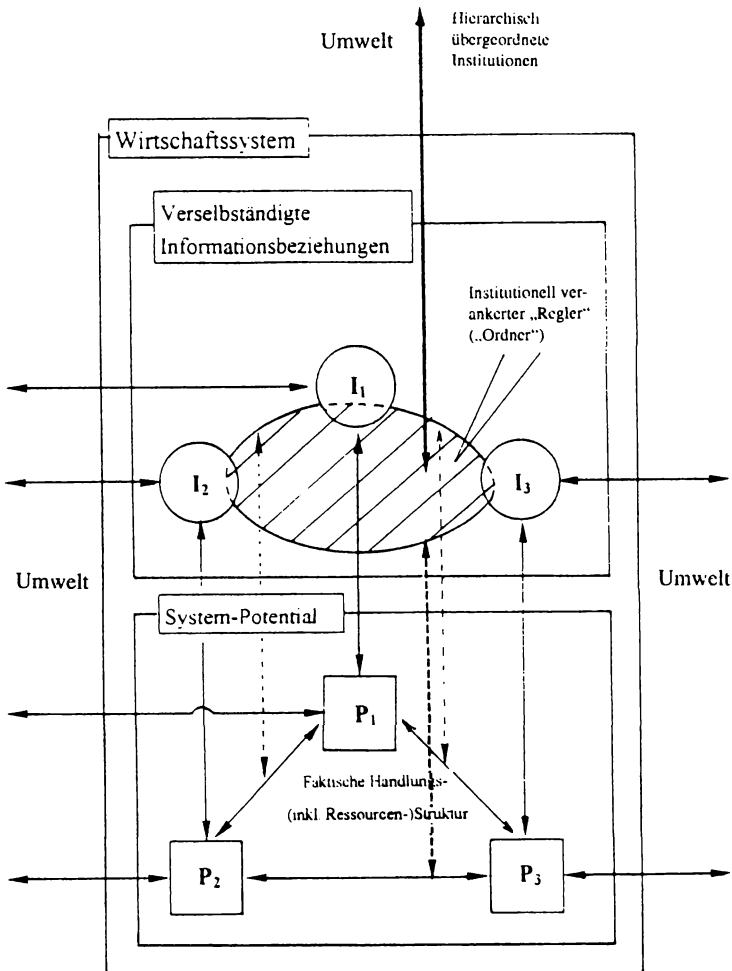 Umwelt
Hierarchisch
übergeordnete
Institutionen
Wirtschaftssystem
Verselbständigte
Informationsbeziehungen
Institutionell ver-
ankerter „Regler“
(„Ordner“)
I₁
I₂
I₃
Umwelt
Umwelt
System-Potential
P₁
Faktische Handlungs-
(inkl. Ressourcen-)Struktur
P₂
P₃